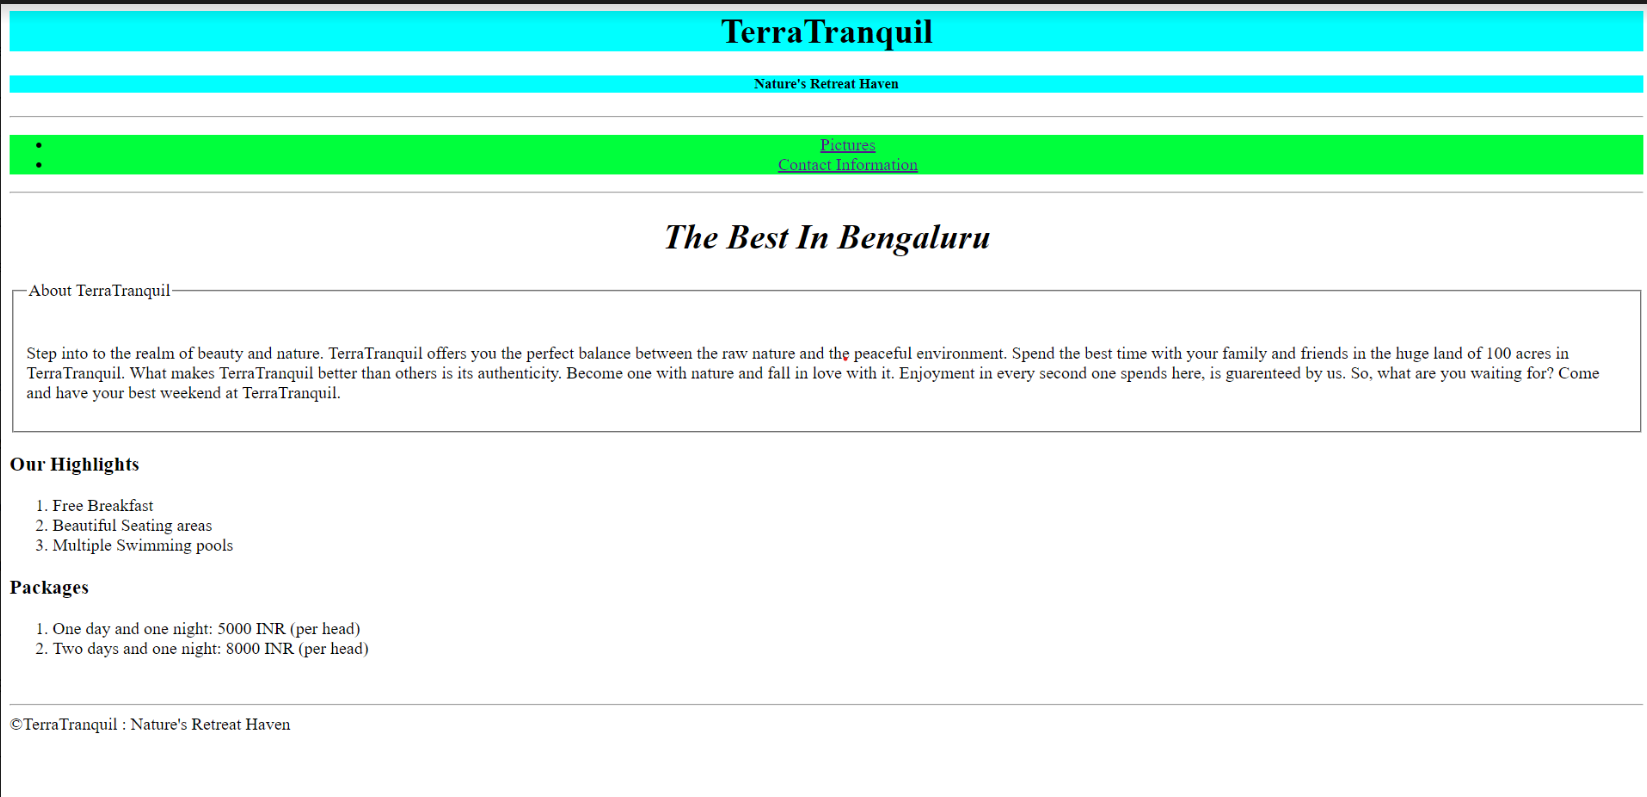 TerraTranquil
Nature's Retreat Haven
Pictures
Contact Information
The Best In Bengaluru
About TerraTranquil
Step into to the realm of beauty and nature. TerraTranquil offers you the perfect balance between the raw nature and the peaceful environment. Spend the best time with your family and friends in the huge land of 100 acres in
TerraTranquil. What makes TerraTranquil better than others is its authenticity. Become one with nature and fall in love with it. Enjoyment in every second one spends here, is guarenteed by us. So, what are you waiting for? Come
and have your best weekend at TerraTranquil.
Our Highlights
1. Free Breakfast
2. Beautiful Seating areas
3. Multiple Swimming pools
Packages
1. One day and one night: 5000 INR (per head)
2. Two days and one night: 8000 INR (per head)
©TerraTranquil : Nature's Retreat Haven